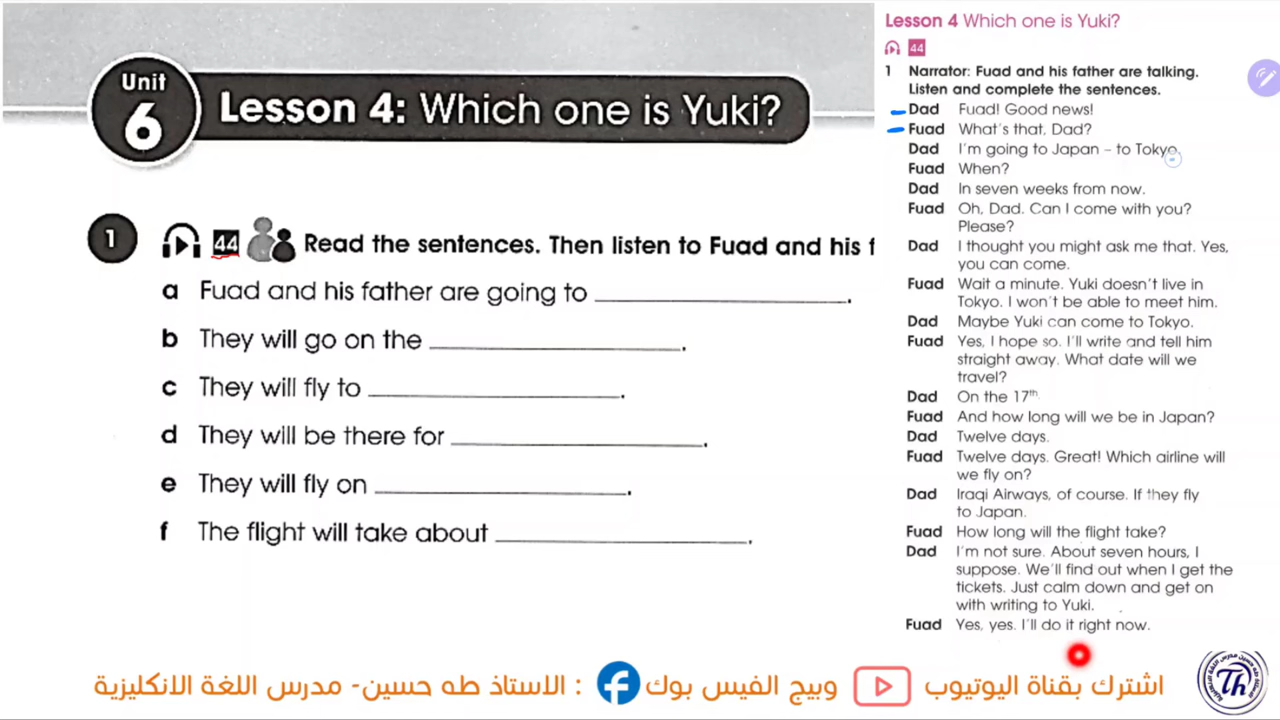 Unit
6
Lesson 4: Which one is Yuki?
1
44
Read the sentences. Then listen to Fuad and his f
a Fuad and his father are going to ____________.
b They will go on the ____________.
c They will fly to ____________.
d They will be there for ____________.
e They will fly on ____________.
f The flight will take about ____________.
Lesson 4 Which one is Yuki?
44
1 Narrator: Fuad and his father are talking.
Listen and complete the sentences.
Dad Fuad! Good news!
Fuad What's that, Dad?
Dad I'm going to Japan – to Tokyo.
Fuad When?
Dad In seven weeks from now.
Fuad Oh, Dad. Can I come with you?
Please?
Dad I thought you might ask me that. Yes,
you can come.
Fuad Wait a minute. Yuki doesn't live in
Tokyo. I won't be able to meet him.
Dad Maybe Yuki can come to Tokyo.
Fuad Yes, I hope so. I'll write and tell him
straight away. What date will we
travel?
Dad On the 17th.
Fuad And how long will we be in Japan?
Dad Twelve days.
Fuad Twelve days. Great! Which airline will
we fly on?
Dad Iraqi Airways, of course. If they fly
to Japan.
Fuad How long will the flight take?
Dad I'm not sure. About seven hours, I
suppose. We'll find out when I get the
tickets. Just calm down and get on
with writing to Yuki.
Fuad Yes, yes. I'll do it right now.
اشترك بقناة اليوتيوب وبيج الفيس بوك : الاستاذ طه حسين- مدرس اللغة الانكليزية
Th